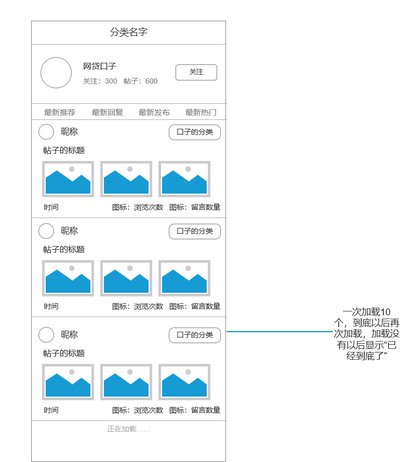 分类名字
网贷口子
关注：300 帖子：600
关注
最新推荐 最新回复 最新发布 最新热门
昵称 口子的分类
帖子的标题
时间 图标：浏览次数 图标：留言数量
昵称 口子的分类
帖子的标题
时间 图标：浏览次数 图标：留言数量
昵称 口子的分类
帖子的标题
时间 图标：浏览次数 图标：留言数量
正在加载......
一次加载10
个，到底以后再
次加载，加载没
有以后显示“已
经到底了”